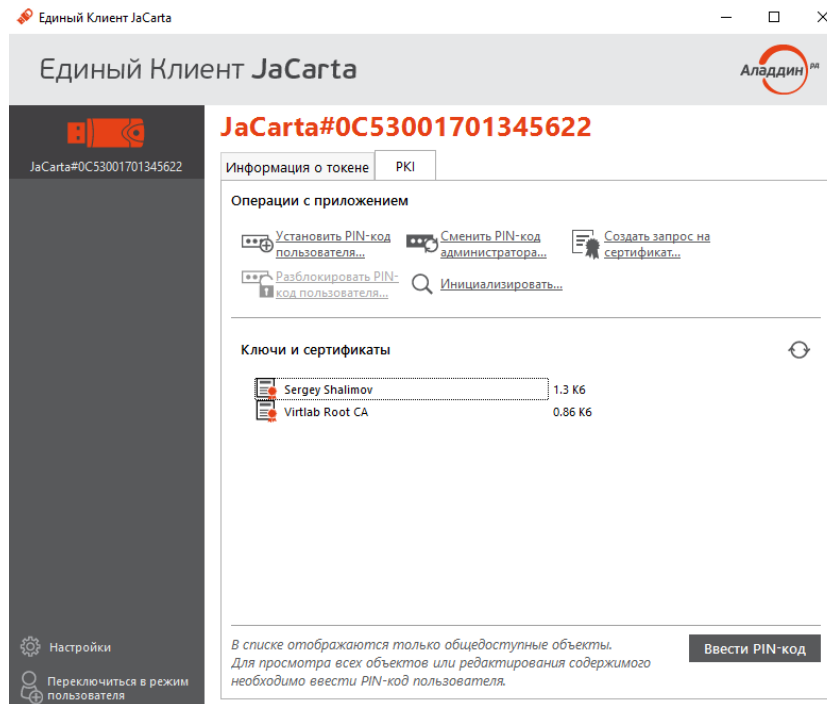 Единый Клиент JaCarta
Единый Клиент JaCarta
Аладдин РД
JaCarta#0C53001701345622
JaCarta#0C53001701345622
Информация о токене
PKI
Операции с приложением
Установить PIN-код
пользователя...
Сменить PIN-код
администратора...
Создать запрос на
сертификат...
Разблокировать PIN-
код пользователя...
Инициализировать...
Ключи и сертификаты
Sergey Shalimov 1.3 Кб
Virtlab Root CA 0.86 Кб
Настройки
Переключиться в режим
пользователя
В списке отображаются только общедоступные объекты.
Для просмотра всех объектов или редактирования содержимого
необходимо ввести PIN-код пользователя.
Ввести PIN-код